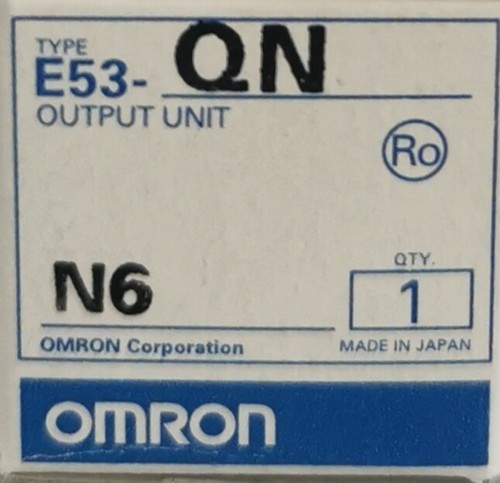 TYPE
E53- QN
OUTPUT UNIT
Ro
N6
QTY.
1
OMRON Corporation
MADE IN JAPAN
OMRON